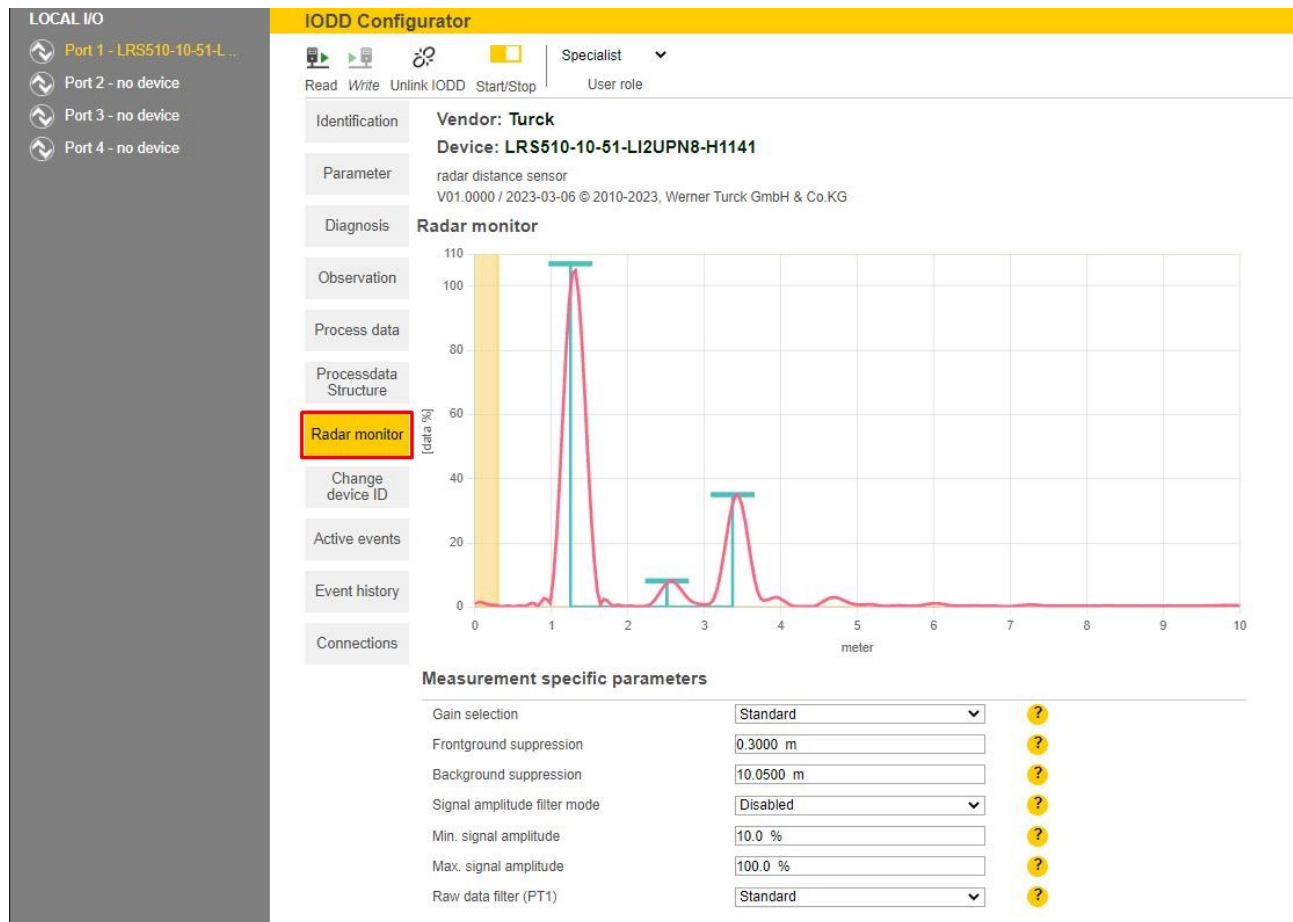 LOCAL I/O
Port 1 - LRS510-10-51-L ..
Port 2 - no device
Port 3 - no device
Port 4 - no device
IODD Configurator
Read Write Unlink IODD Start/Stop
Specialist
User role
Identification
Parameter
Diagnosis
Observation
Process data
Processdata
Structure
Radar monitor
Change
device ID
Active events
Event history
Connections
Vendor: Turck
Device: LRS510-10-51-LI2UPN8-H1141
radar distance sensor
V01.0000 / 2023-03-06 © 2010-2023, Werner Turck GmbH & Co.KG
Radar monitor
110
100
80
60
40
20
0
[data %]
0 1 2 3 4 5 6 7 8 9 10
meter
Measurement specific parameters
Gain selection Standard ?
Frontground suppression 0.3000 m ?
Background suppression 10.0500 m ?
Signal amplitude filter mode Disabled ?
Min. signal amplitude 10.0 % ?
Max. signal amplitude 100.0 % ?
Raw data filter (PT1) Standard ?